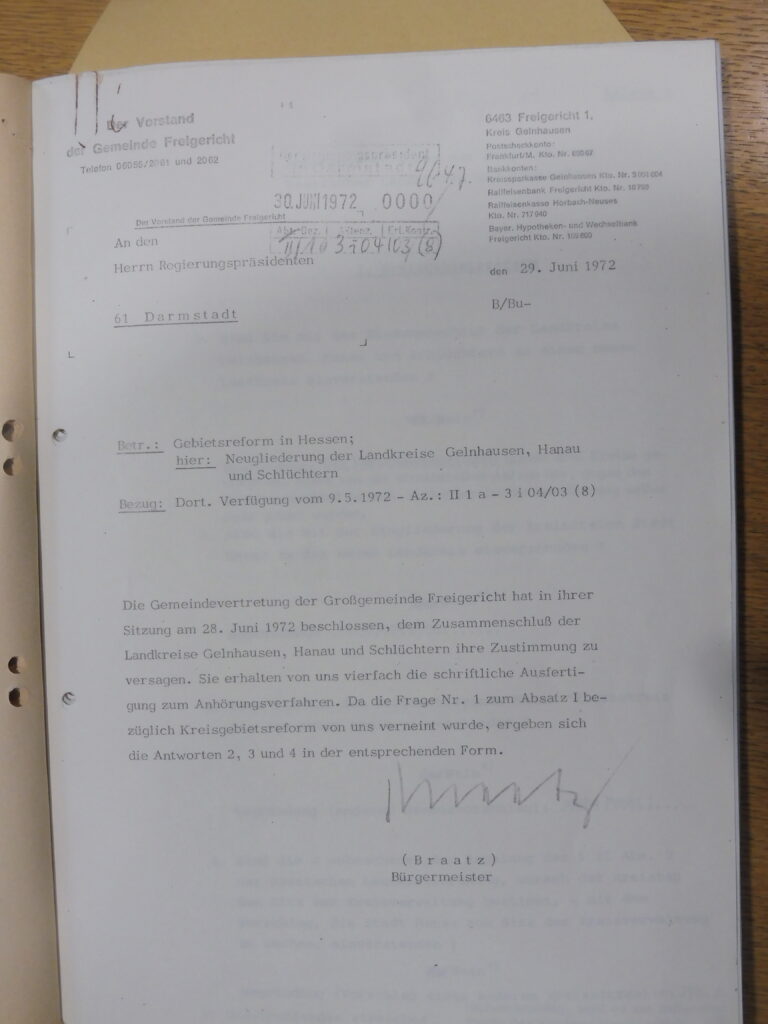 Der Vorstand
der Gemeinde Freigericht
Telefon 06055/2061 und 2062
6463 Freigericht 1,
Kreis Gelnhausen
Postscheckkonto:
Frankfurt/M. Kto. Nr.
Bankkonten:
Kreissparkasse Gelnhausen Kto. Nr.
Raiffeisenbank Freigericht Kto. Nr.
Raiffeisenkasse Horbach-Neuses
Kto. Nr. 717 940
Bayer. Hypotheken- und Wechselbank
Freigericht Kto. Nr.
30. JUNI 1972 0000
Der Vorstand der Gemeinde Freigericht
An den
Herrn Regierungspräsidenten
den 29. Juni 1972
B/Bu-
61 Darmstadt
Betr.: Gebietsreform in Hessen;
hier: Neugliederung der Landkreise Gelnhausen, Hanau
und Schlüchtern
Bezug: Dort. Verfügung vom 9.5.1972 - Az.: II 1 a - 3 i 04/03 (8)
Die Gemeindevertretung der Großgemeinde Freigericht hat in ihrer
Sitzung am 28. Juni 1972 beschlossen, dem Zusammenschluß der
Landkreise Gelnhausen, Hanau und Schlüchtern ihre Zustimmung zu
versagen. Sie erhalten von uns vierfach die schriftliche Ausferti-
gung zum Anhörungsverfahren. Da die Frage Nr. 1 zum Absatz I be-
züglich Kreisgebietsreform von uns verneint wurde, ergeben sich
die Antworten 2, 3 und 4 in der entsprechenden Form.
(Braatz)
Bürgermeister